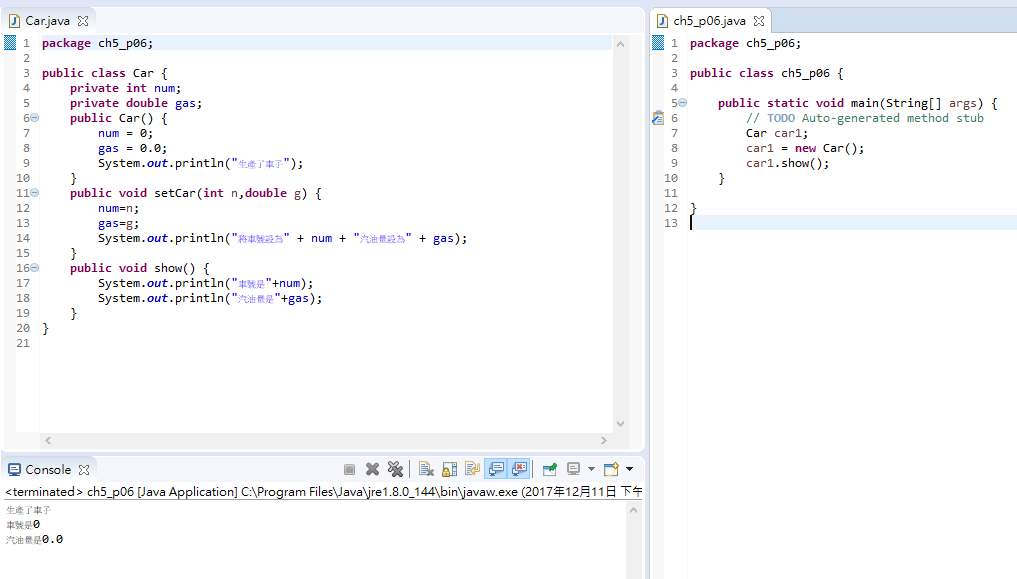 Car.java
1 package ch5_p06;
2
3 public class Car {
4     private int num;
5     private double gas;
6     public Car() {
7         num = 0;
8         gas = 0.0;
9         System.out.println("生產了車子");
10     }
11     public void setCar(int n,double g) {
12         num=n;
13         gas=g;
14         System.out.println("將車號設為" + num + "汽油量設為" + gas);
15     }
16     public void show() {
17         System.out.println("車號是"+num);
18         System.out.println("汽油量是"+gas);
19     }
20 }
21
ch5_p06.java
1 package ch5_p06;
2
3 public class ch5_p06 {
4
5     public static void main(String[] args) {
6         // TODO Auto-generated method stub
7         Car car1;
8         car1 = new Car();
9         car1.show();
10     }
11
12 }
13
Console
<terminated> ch5_p06 [Java Application] C:\Program Files\Java\jre1.8.0_144\bin\javaw.exe (2017年12月11日 下午
生產了車子
車號是0
汽油量是0.0